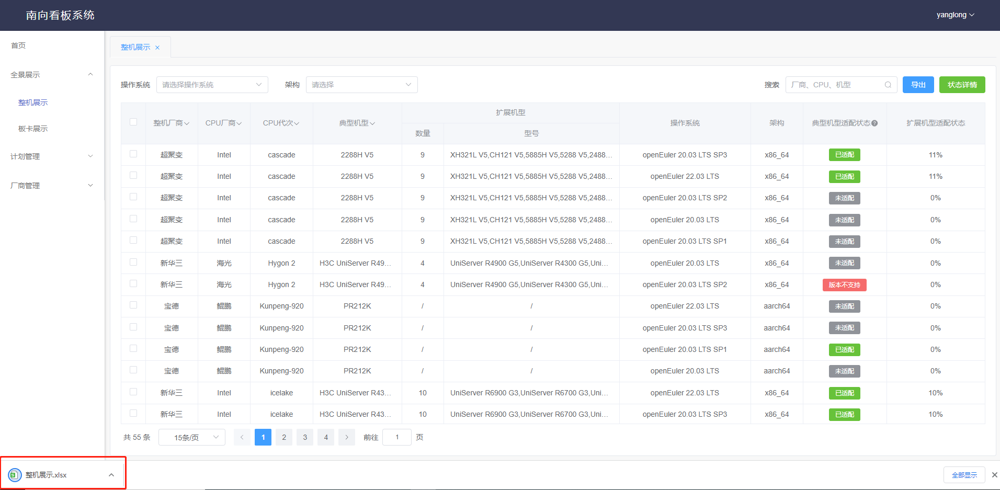 南向看板系统
yanglong
首页
全景展示
整机展示
板卡展示
计划管理
厂商管理
整机展示 ×
操作系统 请选择操作系统 架构 请选择 搜索 厂商、CPU、机型 导出 状态详情
整机厂商 CPU厂商 CPU代次 典型机型 扩展机型 操作系统 架构 典型机型适配状态 扩展机型适配状态
数量 型号
超聚变 Intel cascade 2288H V5 9 XH321L V5,CH121 V5,5885H V5,5288 V5,2488... openEuler 20.03 LTS SP3 x86_64 已适配 11%
超聚变 Intel cascade 2288H V5 9 XH321L V5,CH121 V5,5885H V5,5288 V5,2488... openEuler 22.03 LTS x86_64 已适配 11%
超聚变 Intel cascade 2288H V5 9 XH321L V5,CH121 V5,5885H V5,5288 V5,2488... openEuler 20.03 LTS SP2 x86_64 未适配 0%
超聚变 Intel cascade 2288H V5 9 XH321L V5,CH121 V5,5885H V5,5288 V5,2488... openEuler 20.03 LTS x86_64 未适配 0%
超聚变 Intel cascade 2288H V5 9 XH321L V5,CH121 V5,5885H V5,5288 V5,2488... openEuler 20.03 LTS SP1 x86_64 未适配 0%
新华三 海光 Hygon 2 H3C UniServer R49... 4 UniServer R4900 G5,UniServer R4300 G5,Uni... openEuler 20.03 LTS x86_64 未适配 0%
新华三 海光 Hygon 2 H3C UniServer R49... 4 UniServer R4900 G5,UniServer R4300 G5,Uni... openEuler 20.03 LTS SP2 x86_64 版本不支持 0%
宝德 鲲鹏 Kunpeng-920 PR212K / / openEuler 22.03 LTS aarch64 未适配 0%
宝德 鲲鹏 Kunpeng-920 PR212K / / openEuler 20.03 LTS SP3 aarch64 未适配 0%
宝德 鲲鹏 Kunpeng-920 PR212K / / openEuler 20.03 LTS SP1 aarch64 已适配 0%
宝德 鲲鹏 Kunpeng-920 PR212K / / openEuler 20.03 LTS aarch64 未适配 0%
新华三 Intel icelake H3C UniServer R43... 10 UniServer R6900 G3,UniServer R6700 G3,Uni... openEuler 22.03 LTS x86_64 已适配 10%
新华三 Intel icelake H3C UniServer R43... 10 UniServer R6900 G3,UniServer R6700 G3,Uni... openEuler 20.03 LTS SP3 x86_64 已适配 10%
共 55 条 15条/页 < 1 2 3 4 > 前往 1 页
整机展示.xlsx
全部显示